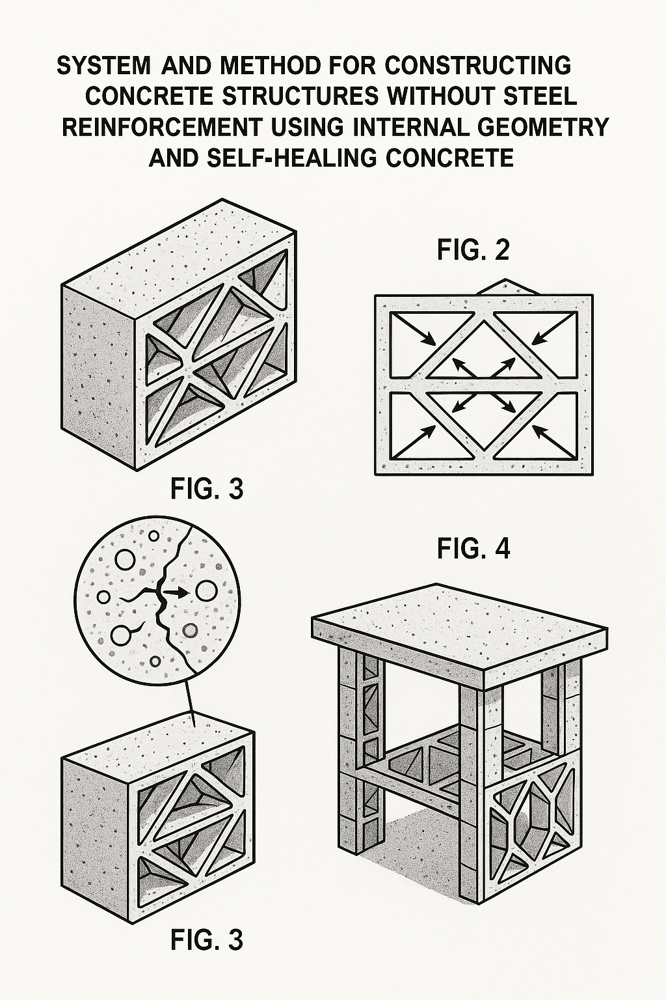 SYSTEM AND METHOD FOR CONSTRUCTING
CONCRETE STRUCTURES WITHOUT STEEL
REINFORCEMENT USING INTERNAL GEOMETRY
AND SELF-HEALING CONCRETE
FIG. 2
FIG. 3
FIG. 4
FIG. 3